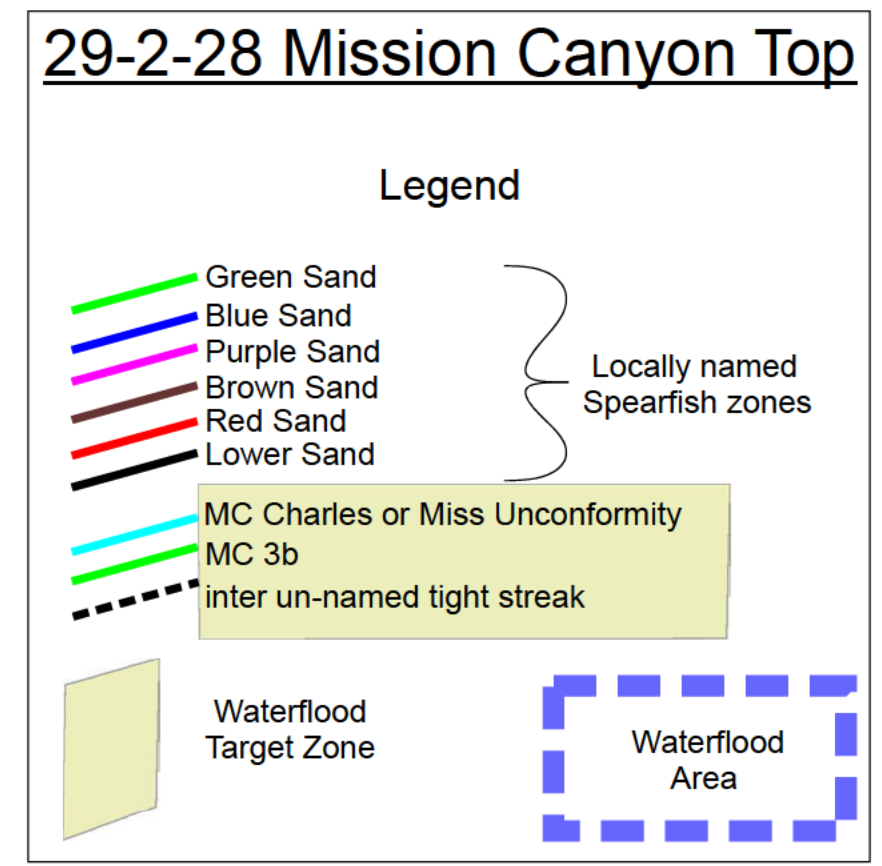 29-2-28 Mission Canyon Top
Legend
Green Sand
Blue Sand
Purple Sand
Brown Sand
Red Sand
Lower Sand
Locally named
Spearfish zones
MC Charles or Miss Unconformity
MC 3b
inter un-named tight streak
Waterflood
Target Zone
Waterflood
Area